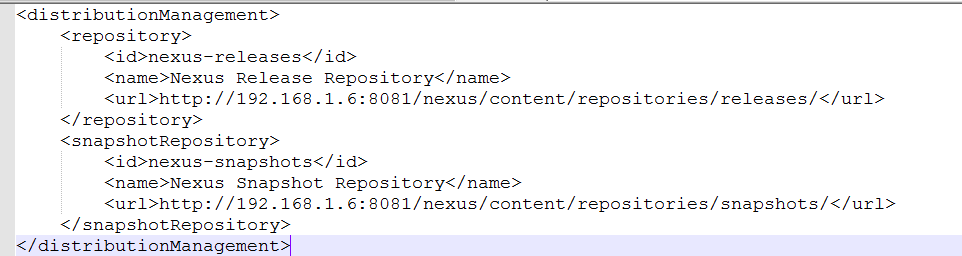 <distributionManagement>
    <repository>
        <id>nexus-releases</id>
        <name>Nexus Release Repository</name>
        <url>http://192.168.1.6:8081/nexus/content/repositories/releases/</url>
    </repository>
    <snapshotRepository>
        <id>nexus-snapshots</id>
        <name>Nexus Snapshot Repository</name>
        <url>http://192.168.1.6:8081/nexus/content/repositories/snapshots/</url>
    </snapshotRepository>
</distributionManagement>